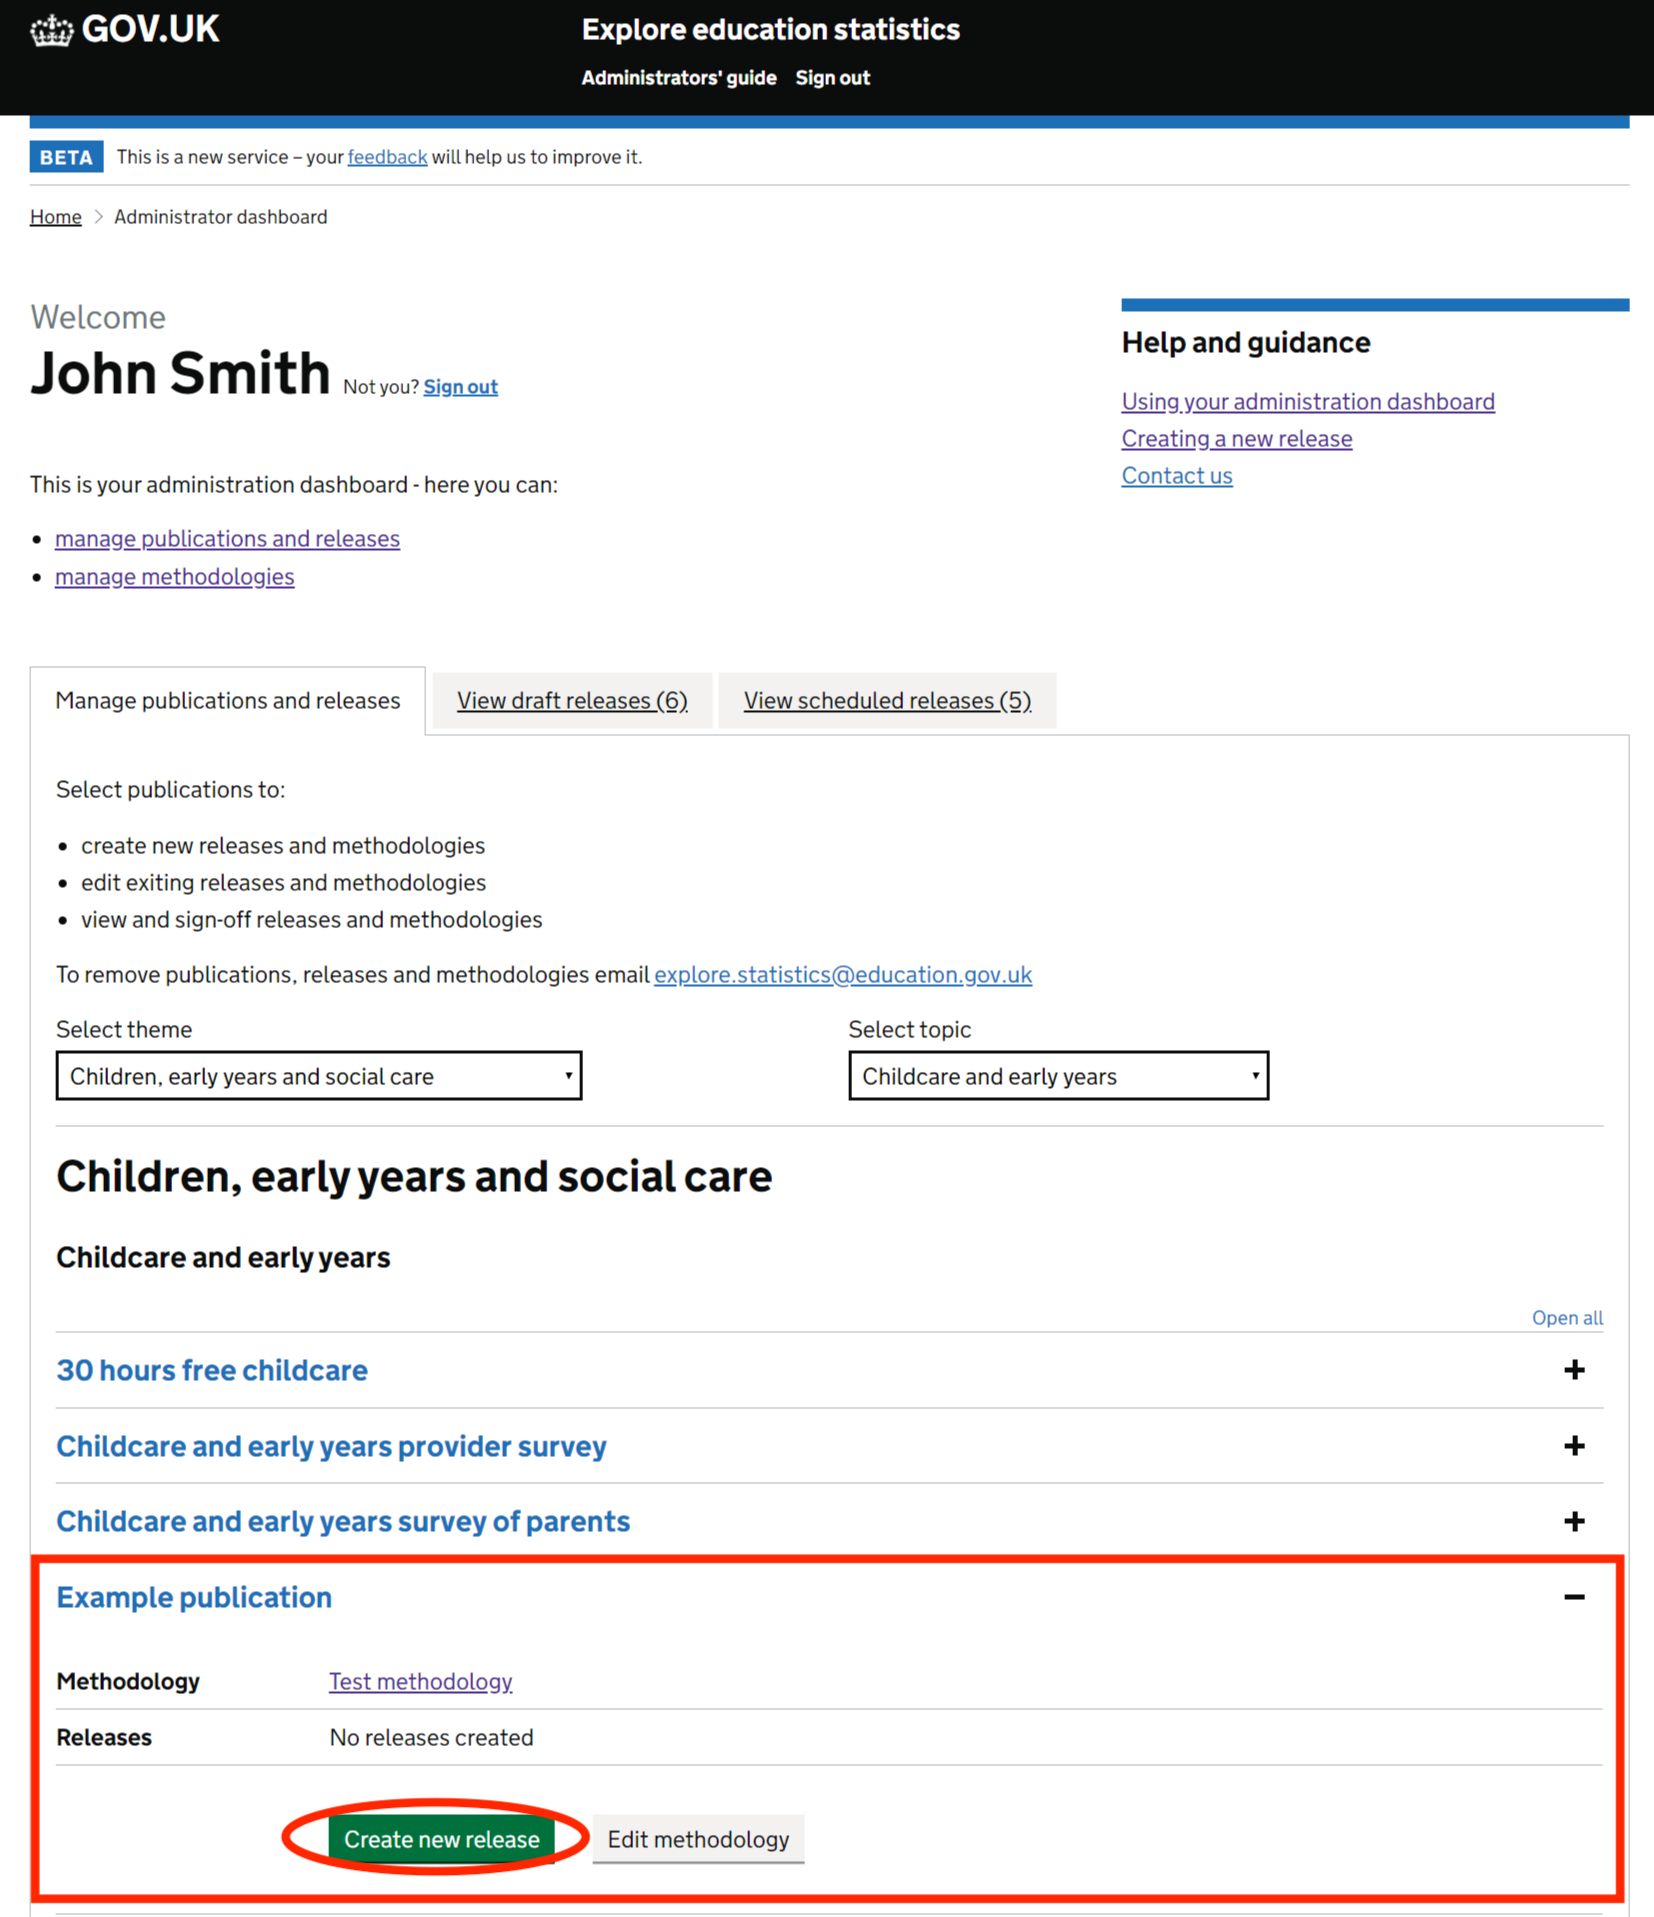 GOV.UK
Explore education statistics
Administrators' guide Sign out
BETA This is a new service – your feedback will help us to improve it.
Home Administrator dashboard
Welcome
John Smith Not you? Sign out
Help and guidance
Using your administration dashboard
Creating a new release
Contact us
This is your administration dashboard - here you can:
• manage publications and releases
• manage methodologies
Manage publications and releases View draft releases (6) View scheduled releases (5)
Select publications to:
• create new releases and methodologies
• edit exiting releases and methodologies
• view and sign-off releases and methodologies
To remove publications, releases and methodologies email explore.statistics@education.gov.uk
Select theme Select topic
Children, early years and social care Childcare and early years
Children, early years and social care
Childcare and early years
Open all
30 hours free childcare +
Childcare and early years provider survey +
Childcare and early years survey of parents +
Example publication −
Methodology Test methodology
Releases No releases created
Create new release Edit methodology